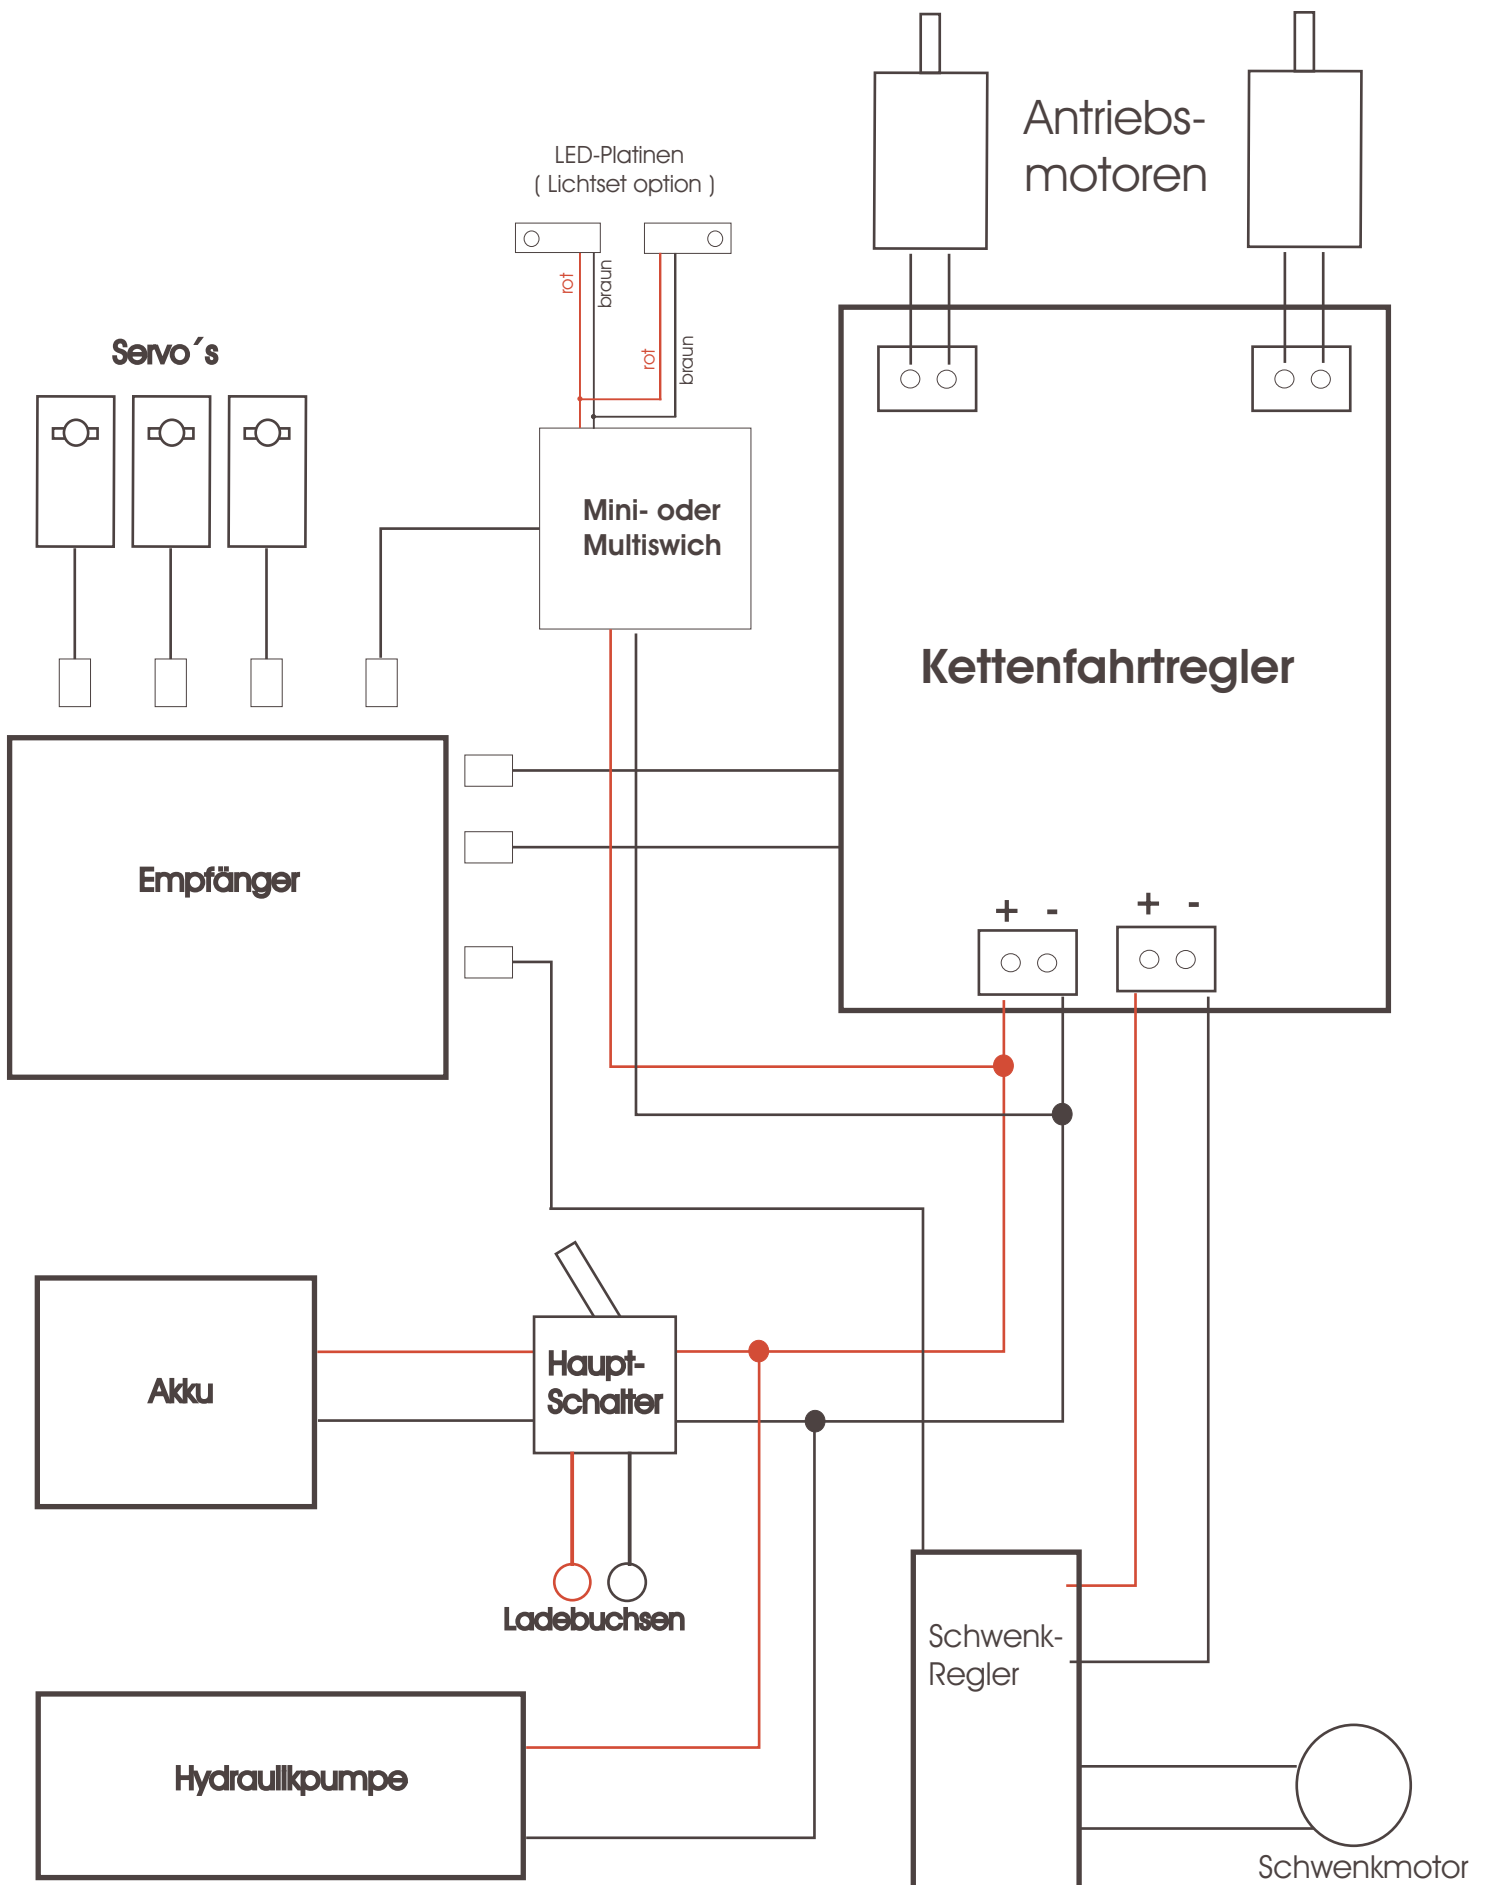 Antriebs-
motoren
LED-Platinen
( Lichtset option )
rot
braun
rot
braun
Servo´s
Mini- oder
Multiswich
Kettenfahrtregler
Empfänger
+ -
+ -
Haupt-
Schalter
Akku
Ladebuchsen
Schwenk-
Regler
Hydraulikpumpe
Schwenkmotor